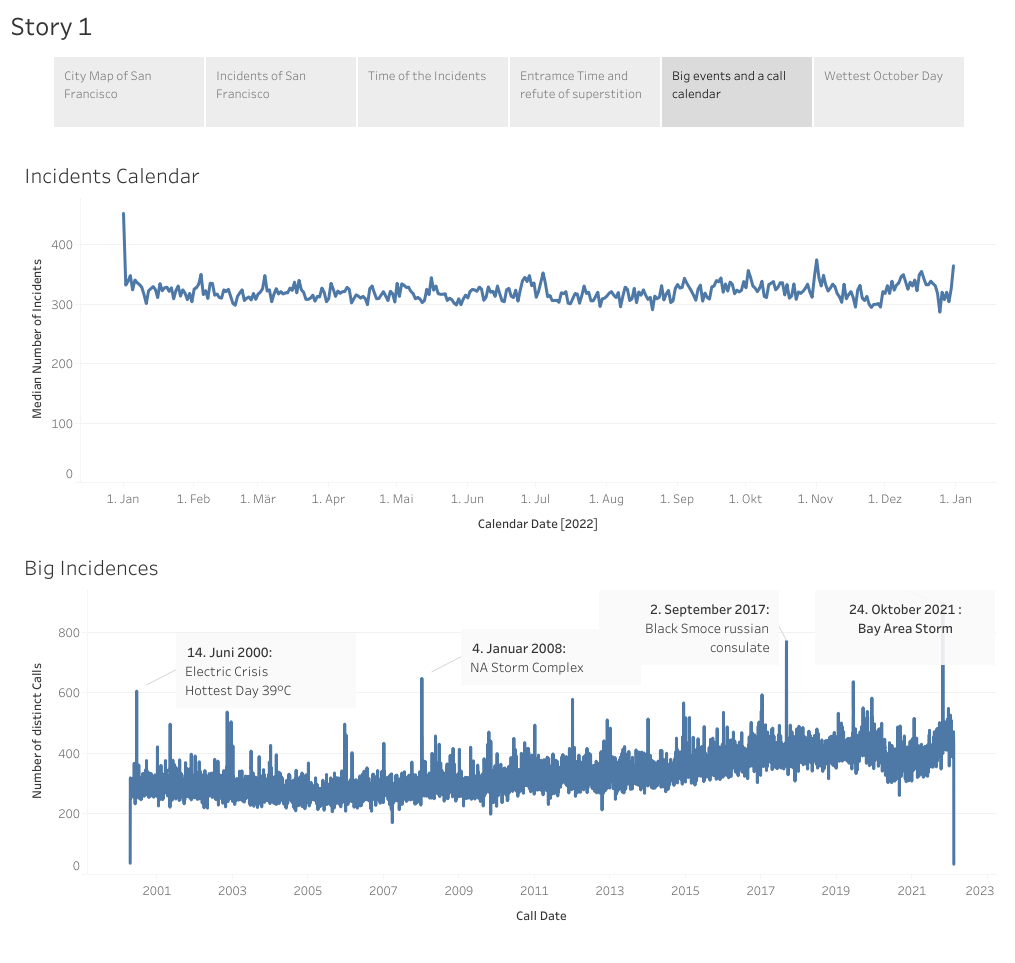 Story 1
City Map of San
Francisco
Incidents of San
Francisco
Time of the Incidents
Entramce Time and
refute of superstition
Big events and a call
calendar
Wettest October Day
Incidents Calendar
Median Number of Incidents
400
300
200
100
0
1. Jan 1. Feb 1. Mär 1. Apr 1. Mai 1. Jun 1. Jul 1. Aug 1. Sep 1. Okt 1. Nov 1. Dez 1. Jan
Calendar Date [2022]
Big Incidences
Number of distinct Calls
800
600
400
200
0
14. Juni 2000:
Electric Crisis
Hottest Day 39ºC
4. Januar 2008:
NA Storm Complex
2. September 2017:
Black Smoce russian
consulate
24. Oktober 2021 :
Bay Area Storm
2001 2003 2005 2007 2009 2011 2013 2015 2017 2019 2021 2023
Call Date